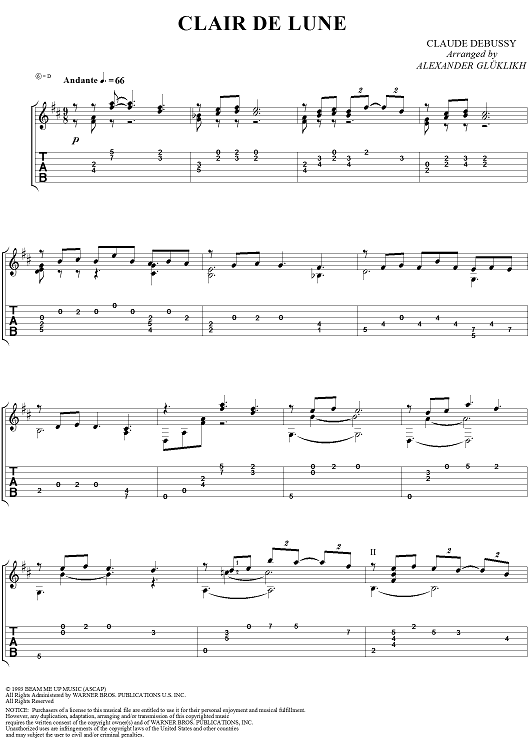 CLAIR DE LUNE
CLAUDE DEBUSSY
Arranged by
ALEXANDER GLÜKLIKH
⑥=D
Andante ♩. = 66
p
II
© 1993 BEAM ME UP MUSIC (ASCAP)
All Rights Administered by WARNER BROS. PUBLICATIONS U.S. INC.
All Rights Reserved
NOTICE: Purchasers of a license to this musical file are entitled to use it for their personal enjoyment and musical fulfillment.
However, any duplication, adaptation, arranging and/or transmission of this copyrighted music
requires the written consent of the copyright owner(s) and of WARNER BROS. PUBLICATIONS, INC.
Unauthorized uses are infringements of the copyright laws of the United States and other countries
and may subject the user to civil and/or criminal penalties.